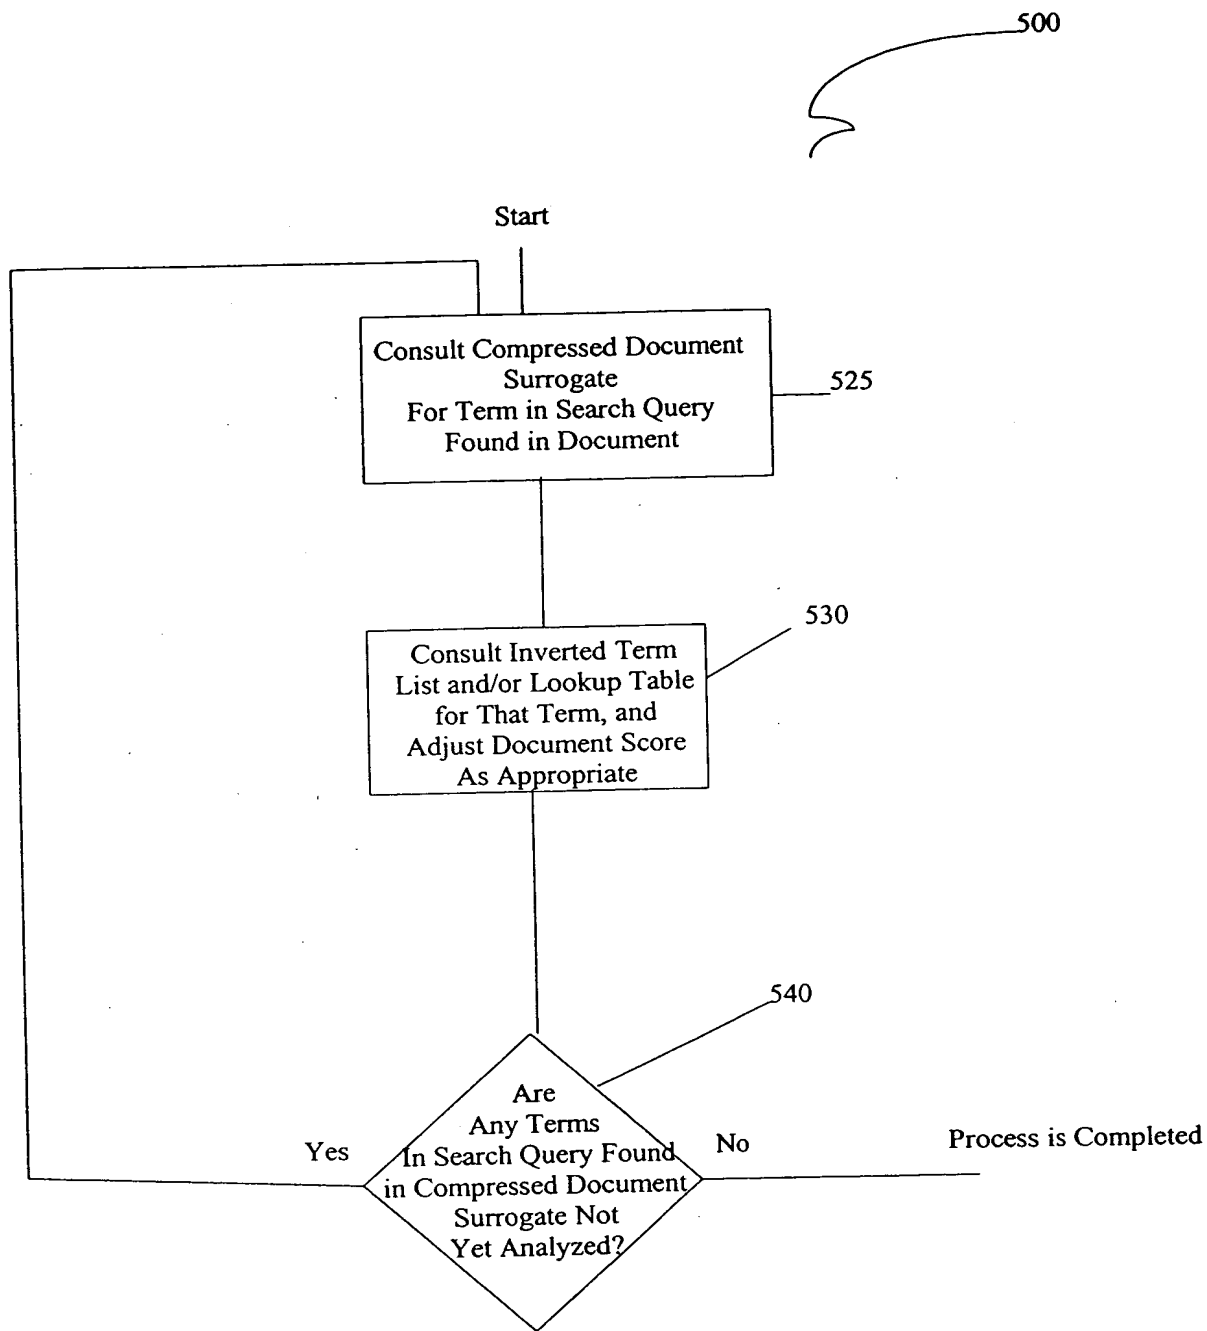 500
Start
Consult Compressed Document
Surrogate
For Term in Search Query
Found in Document
525
530
Consult Inverted Term
List and/or Lookup Table
for That Term, and
Adjust Document Score
As Appropriate
540
Are
Any Terms
In Search Query Found
in Compressed Document
Surrogate Not
Yet Analyzed?
Yes
No
Process is Completed